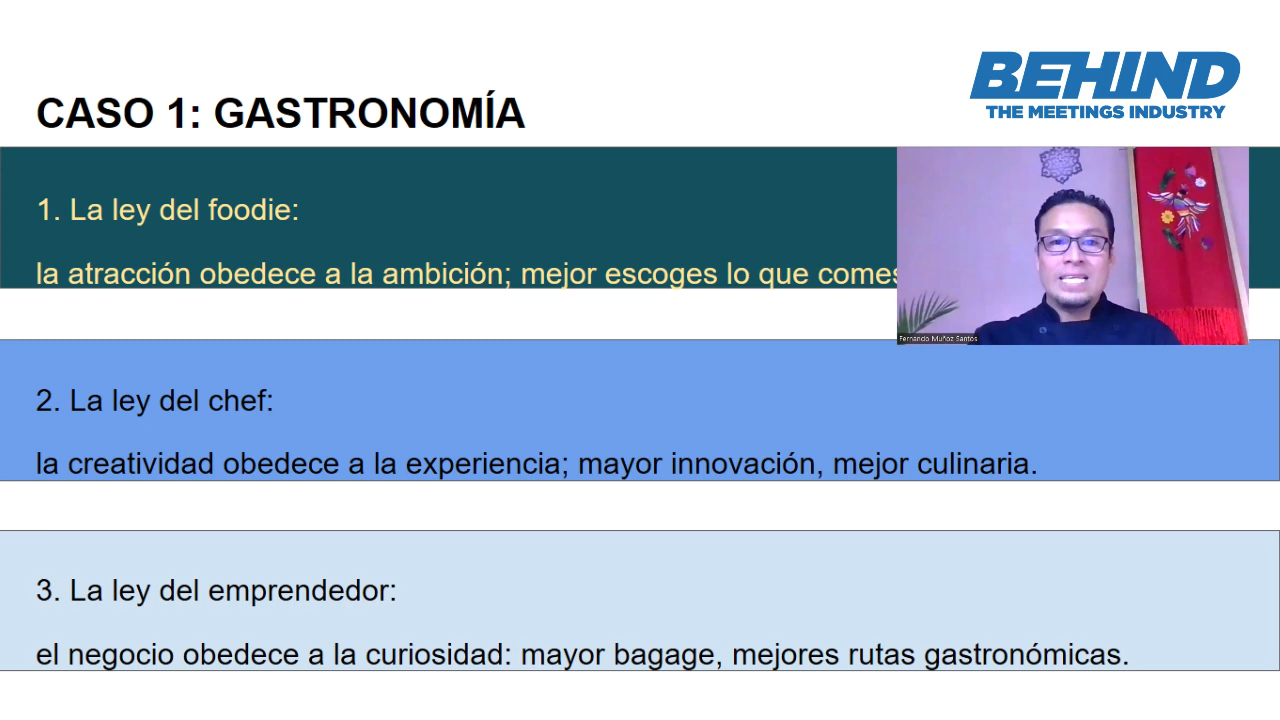 BEHIND
THE MEETINGS INDUSTRY
CASO 1: GASTRONOMÍA
1. La ley del foodie:
la atracción obedece a la ambición; mejor escoges lo que comes
Fernando Muñoz Santos
2. La ley del chef:
la creatividad obedece a la experiencia; mayor innovación, mejor culinaria.
3. La ley del emprendedor:
el negocio obedece a la curiosidad: mayor bagage, mejores rutas gastronómicas.